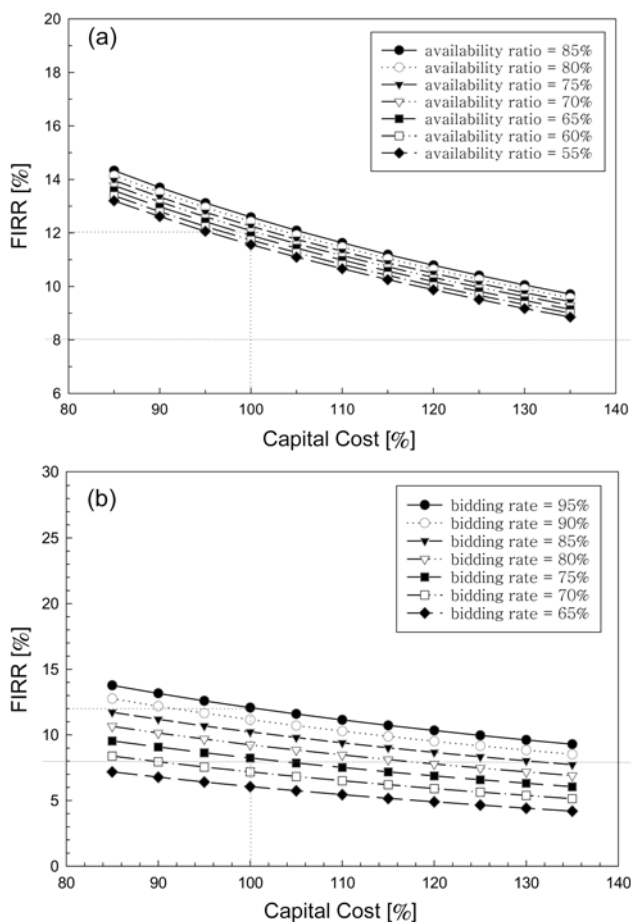 (a)
availability ratio = 85%
availability ratio = 80%
availability ratio = 75%
availability ratio = 70%
availability ratio = 65%
availability ratio = 60%
availability ratio = 55%
FIRR [%]
20
18
16
14
12
10
8
6
80 90 100 110 120 130 140
Capital Cost [%]
(b)
bidding rate = 95%
bidding rate = 90%
bidding rate = 85%
bidding rate = 80%
bidding rate = 75%
bidding rate = 70%
bidding rate = 65%
FIRR [%]
30
25
20
15
10
5
0
80 90 100 110 120 130 140
Capital Cost [%]